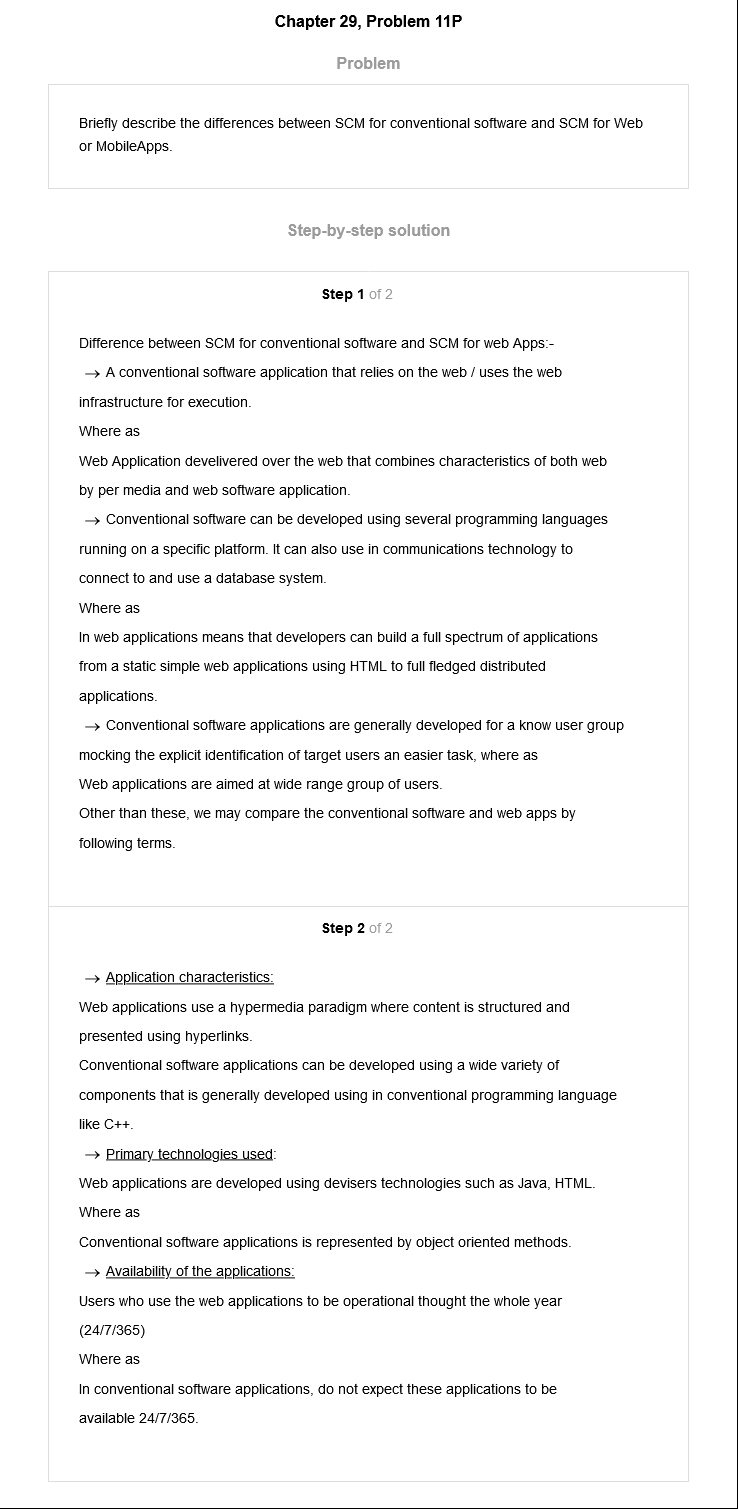 Chapter 29, Problem 11P
Problem
Briefly describe the differences between SCM for conventional software and SCM for Web
or MobileApps.
Step-by-step solution
Step 1 of 2
Difference between SCM for conventional software and SCM for web Apps:-
→ A conventional software application that relies on the web / uses the web
infrastructure for execution.
Where as
Web Application develivered over the web that combines characteristics of both web
by per media and web software application.
→ Conventional software can be developed using several programming languages
running on a specific platform. It can also use in communications technology to
connect to and use a database system.
Where as
In web applications means that developers can build a full spectrum of applications
from a static simple web applications using HTML to full fledged distributed
applications.
→ Conventional software applications are generally developed for a know user group
mocking the explicit identification of target users an easier task, where as
Web applications are aimed at wide range group of users.
Other than these, we may compare the conventional software and web apps by
following terms.
Step 2 of 2
→ Application characteristics:
Web applications use a hypermedia paradigm where content is structured and
presented using hyperlinks.
Conventional software applications can be developed using a wide variety of
components that is generally developed using in conventional programming language
like C++.
→ Primary technologies used:
Web applications are developed using devisers technologies such as Java, HTML.
Where as
Conventional software applications is represented by object oriented methods.
→ Availability of the applications:
Users who use the web applications to be operational thought the whole year
(24/7/365)
Where as
In conventional software applications, do not expect these applications to be
available 24/7/365.